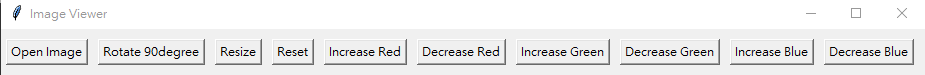 Image Viewer
Open Image Rotate 90degree Resize Reset Increase Red Decrease Red Increase Green Decrease Green Increase Blue Decrease Blue